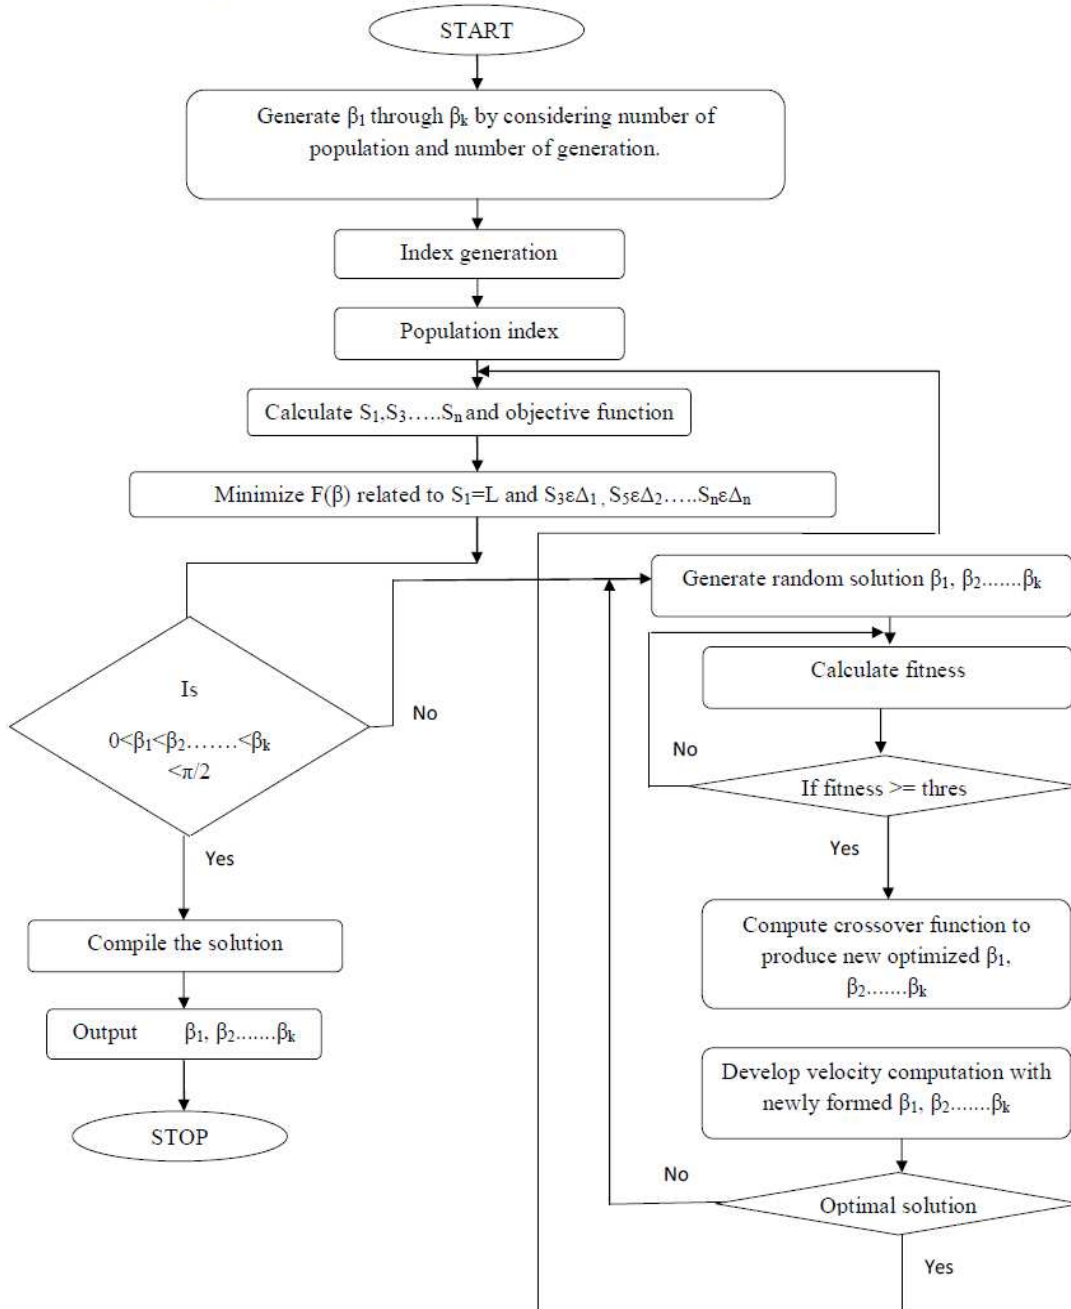 START
Generate β₁ through βₖ by considering number of
population and number of generation.
Index generation
Population index
Calculate S₁,S₃…..Sₙ and objective function
Minimize F(β) related to S₁=L and S₃εΔ₁, S₅εΔ₂…..SₙεΔₙ
Is
0<β₁<β₂…….<βₖ
<π/2
No
Yes
Compile the solution
Output β₁, β₂.......βₖ
STOP
Generate random solution β₁, β₂.......βₖ
Calculate fitness
No
If fitness >= thres
Yes
Compute crossover function to
produce new optimized β₁,
β₂.......βₖ
Develop velocity computation with
newly formed β₁, β₂.......βₖ
No
Optimal solution
Yes